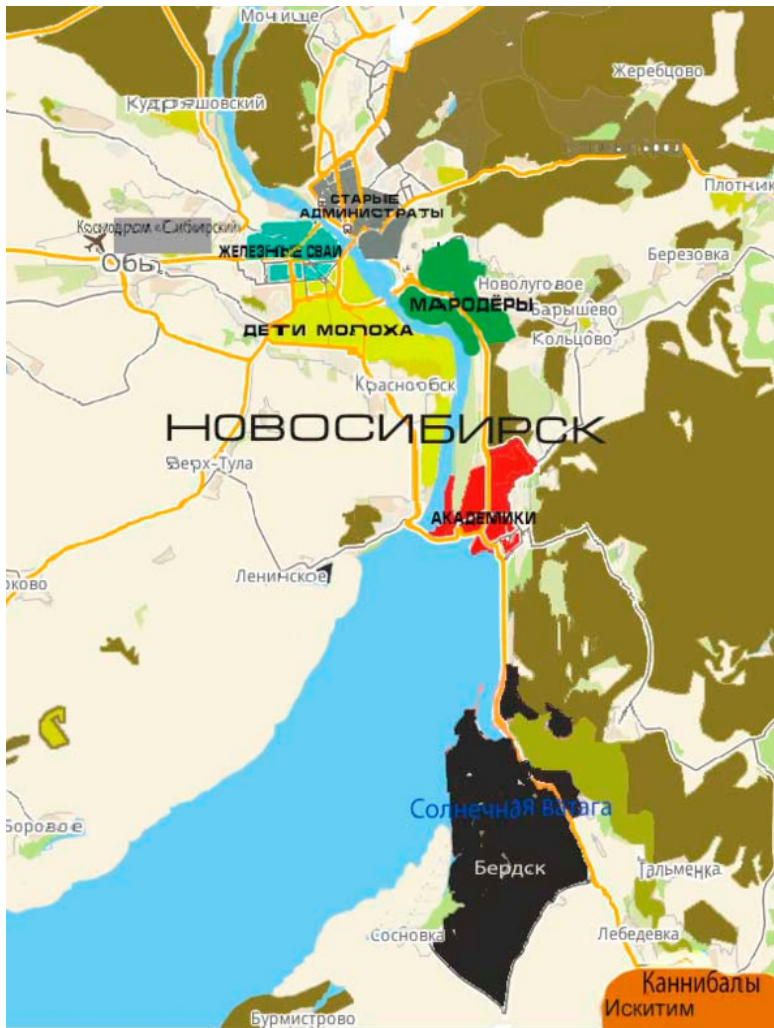 Мочище
Жеребцово
Кудряшовский
Плотник
СТАРЫЕ
АДМИНИСТРАТЫ
Космодром «Сибирский»
ЖЕЛЕЗНЫЕ СВАИ
Обь
Березовка
Новолуговое
МАРОДЁРЫ
Барышево
ДЕТИ МОЛОХА
Кольцово
Краснообск
НОВОСИБИРСК
Верх-Тула
АКАДЕМИКИ
Ленинское
рково
Солнечная ватага
Боровое
Бердск
Тальменка
Сосновка
Лебедевка
Каннибалы
Искитим
Бурмистрово